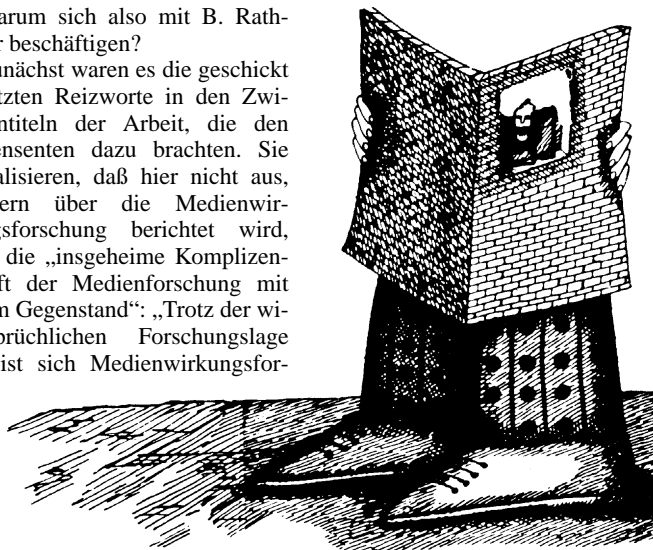 arum sich also mit B. Rath-
r beschäftigen?
unächst waren es die geschickt
tzten Reizworte in den Zwi-
ntiteln der Arbeit, die den
ensenten dazu brachten. Sie
alisieren, daß hier nicht aus,
ern über die Medienwir-
gsforschung berichtet wird,
die „insgeheime Komplizen-
ft der Medienforschung mit
m Gegenstand“: „Trotz der wi-
prüchlichen Forschungslage
ist sich Medienwirkungsfor-